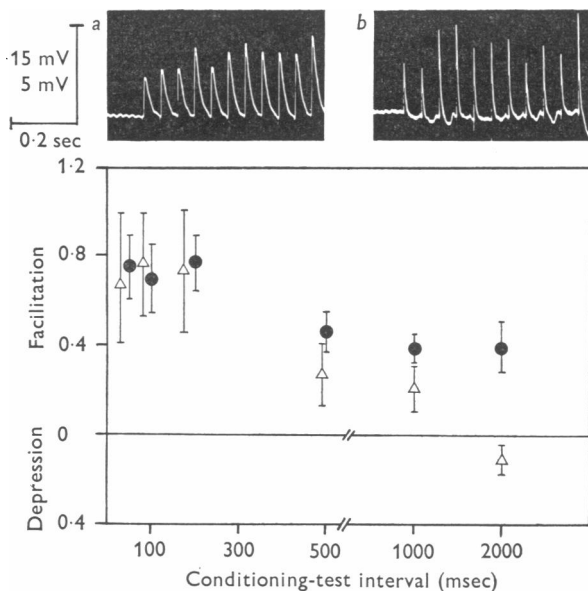 a
b
·15 mV
5 mV
0·2 sec
1·2
0·8
0·4
0
0·4
Facilitation
Depression
100 300 500 1000 2000
Conditioning-test interval (msec)